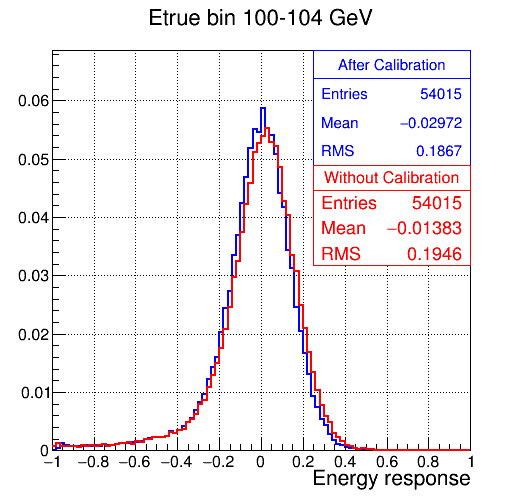 Etrue bin 100-104 GeV
After Calibration
Entries 54015
Mean −0.02972
RMS 0.1867
Without Calibration
Entries 54015
Mean −0.01383
RMS 0.1946
0.06
0.05
0.04
0.03
0.02
0.01
0
−1 −0.8 −0.6 −0.4 −0.2 0 0.2 0.4 0.6 0.8 1
Energy response